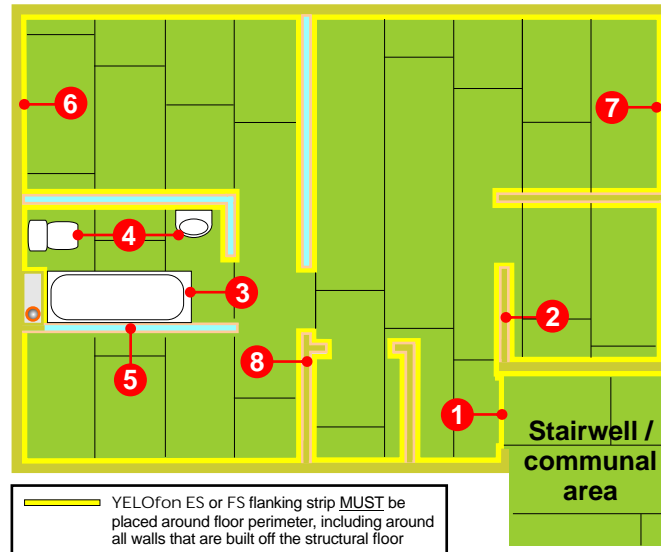 6
7
4
3
2
8
5
1
Stairwell /
communal
area
YELOfon ES or FS flanking strip MUST be
placed around floor perimeter, including around
all walls that are built off the structural floor